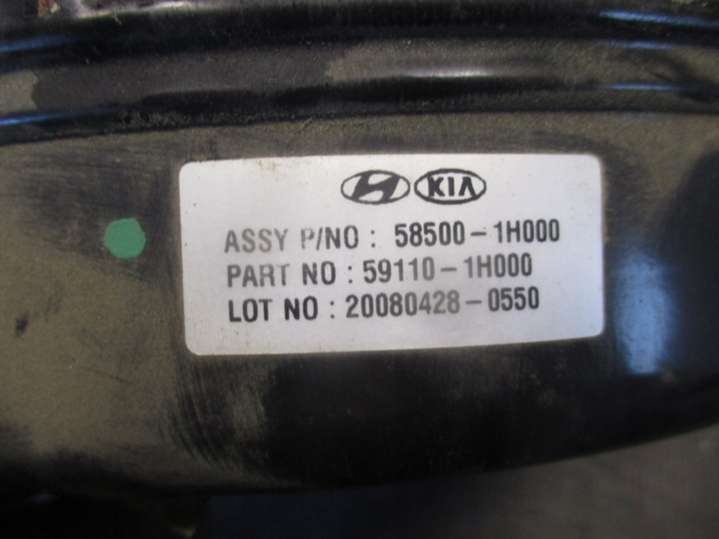 KIA
ASSY P/NO : 58500-1H000
PART NO : 59110-1H000
LOT NO : 20080428-0550